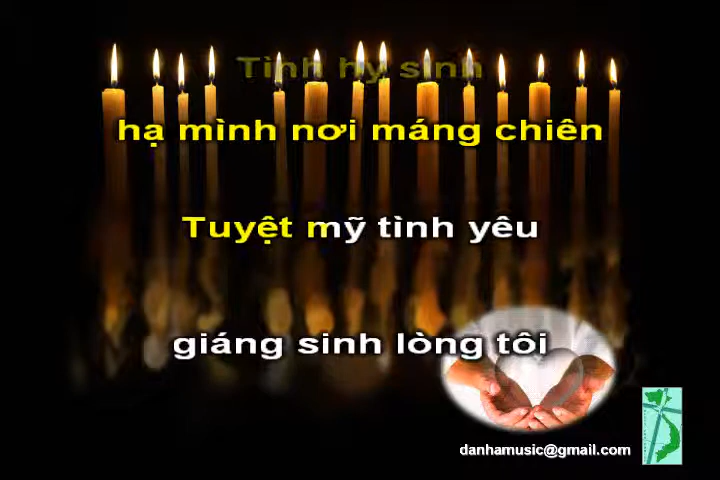 Tình hy sinh
hạ mình nơi máng chiên
Tuyệt mỹ tình yêu
giáng sinh lòng tôi
danhamusic@gmail.com